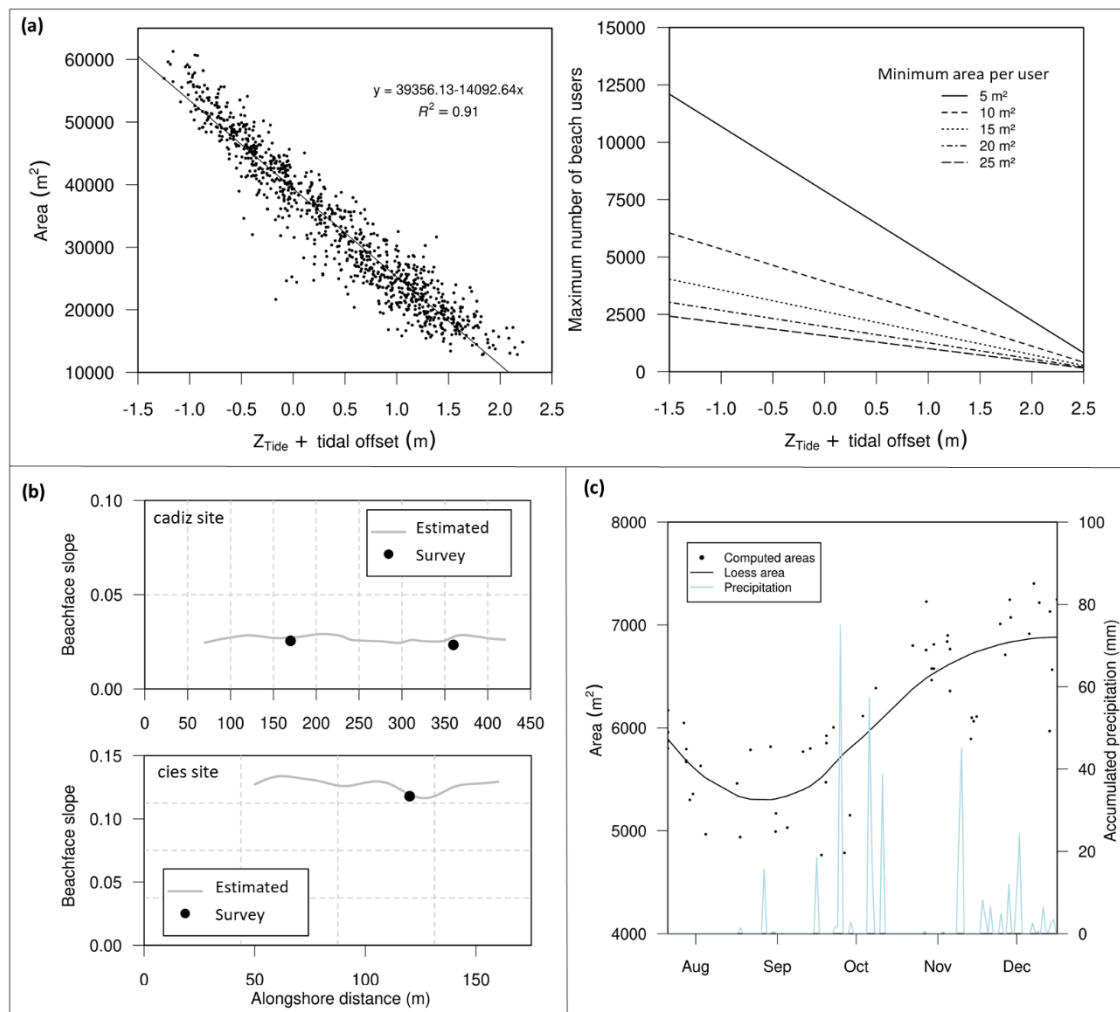 (a)
60000
50000
40000
30000
20000
10000
Area (m²)
y = 39356.13-14092.64x
R² = 0.91
-1.5 -1.0 -0.5 0.0 0.5 1.0 1.5 2.0 2.5
Z_Tide + tidal offset (m)
15000
12500
10000
7500
5000
2500
0
Maximum number of beach users
Minimum area per user
5 m²
10 m²
15 m²
20 m²
25 m²
-1.5 -1.0 -0.5 0.0 0.5 1.0 1.5 2.0 2.5
Z_Tide + tidal offset (m)
(b)
0.10
0.05
0.00
Beachface slope
cadiz site
Estimated
Survey
0 50 100 150 200 250 300 350 400 450
0.15
0.10
0.05
0.00
Beachface slope
cies site
Estimated
Survey
0 50 100 150
Alongshore distance (m)
(c)
8000
7000
6000
5000
4000
Area (m²)
Computed areas
Loess area
Precipitation
100
80
60
40
20
0
Accumulated precipitation (mm)
Aug Sep Oct Nov Dec